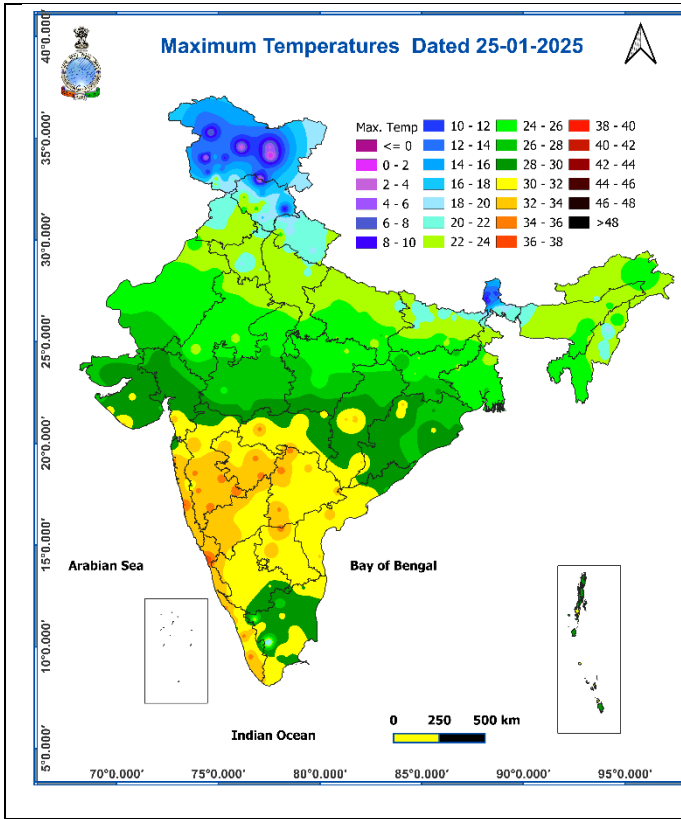 Maximum Temperatures Dated 25-01-2025
Max. Temp
<= 0
0 - 2
2 - 4
4 - 6
6 - 8
8 - 10
10 - 12
12 - 14
14 - 16
16 - 18
18 - 20
20 - 22
22 - 24
24 - 26
26 - 28
28 - 30
30 - 32
32 - 34
34 - 36
36 - 38
38 - 40
40 - 42
42 - 44
44 - 46
46 - 48
>48
40°0.000'
35°0.000'
30°0.000'
25°0.000'
20°0.000'
15°0.000'
10°0.000'
5°0.000'
Arabian Sea
Bay of Bengal
Indian Ocean
0 250 500 km
70°0.000' 75°0.000' 80°0.000' 85°0.000' 90°0.000' 95°0.000'